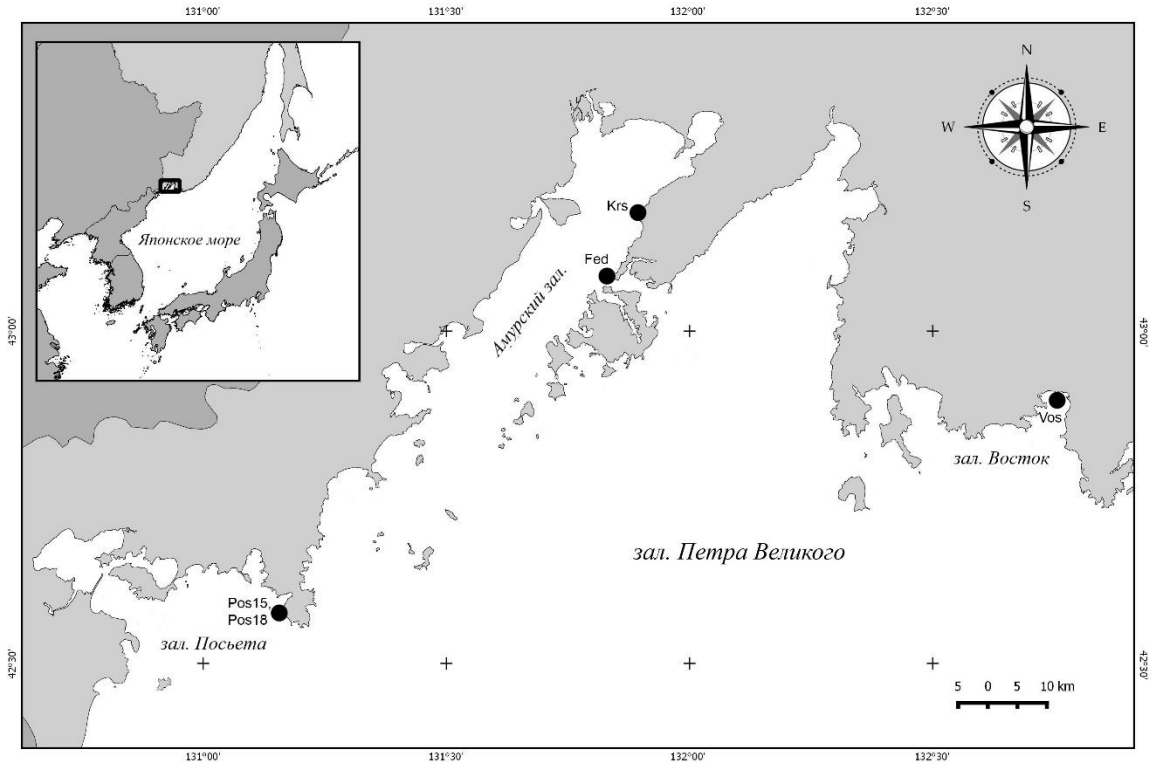 131°00' 131°30' 132°00' 132°30'
N
W E
S
Японское море
Krs
Fed
Амурский зал.
43°00' 43°00'
Vos
зал. Восток
зал. Петра Великого
Pos15,
Pos18
зал. Посьета
42°30' 42°30'
5 0 5 10 km
131°00' 131°30' 132°00' 132°30'